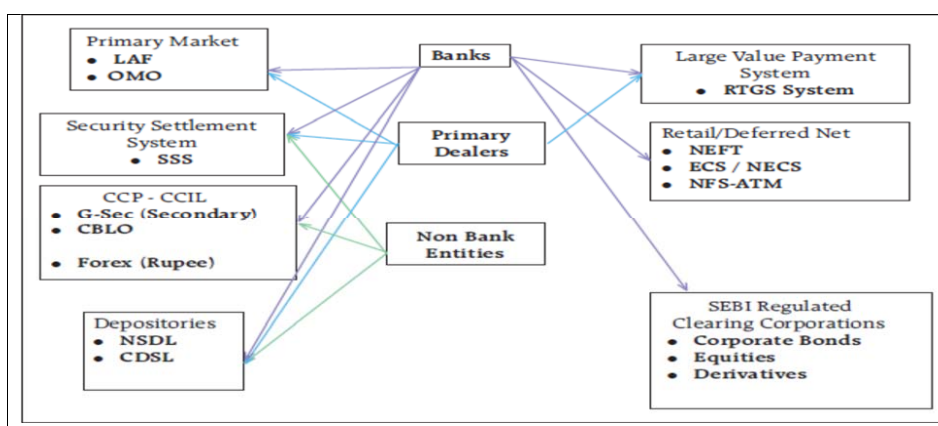 Primary Market
● LAF
● OMO
Security Settlement
System
● SSS
CCP - CCIL
● G-Sec (Secondary)
● CBLO
● Forex (Rupee)
Depositories
● NSDL
● CDSL
Banks
Primary
Dealers
Non Bank
Entities
Large Value Payment
System
● RTGS System
Retail/Deferred Net
● NEFT
● ECS / NECS
● NFS-ATM
SEBI Regulated
Clearing Corporations
● Corporate Bonds
● Equities
● Derivatives